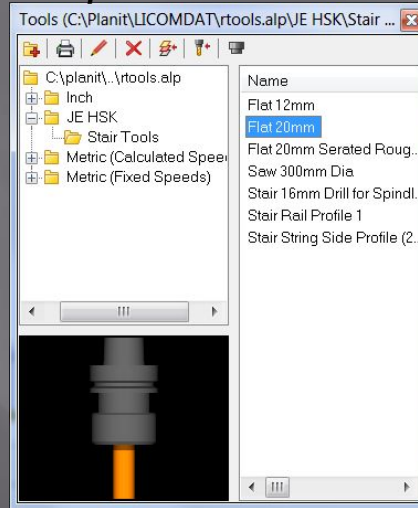 Tools (C:\Planit\LICOMDAT\rtools.alp\JE HSK\Stair ...
C:\planit\..\rtools.alp
Inch
JE HSK
Stair Tools
Metric (Calculated Speed
Metric (Fixed Speeds)
Name
Flat 12mm
Flat 20mm
Flat 20mm Serated Roug...
Saw 300mm Dia
Stair 16mm Drill for Spindl...
Stair Rail Profile 1
Stair String Side Profile (2...